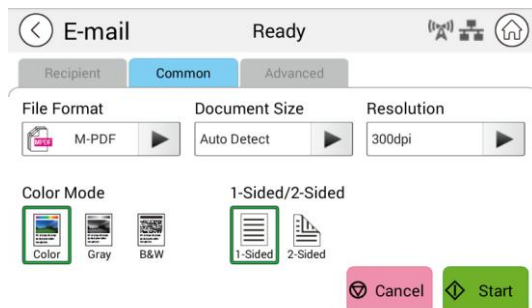 E-mail Ready
Recipient Common Advanced
File Format Document Size Resolution
MPDF M-PDF Auto Detect 300dpi
Color Mode 1-Sided/2-Sided
Color Gray B&W 1-Sided 2-Sided
Cancel Start